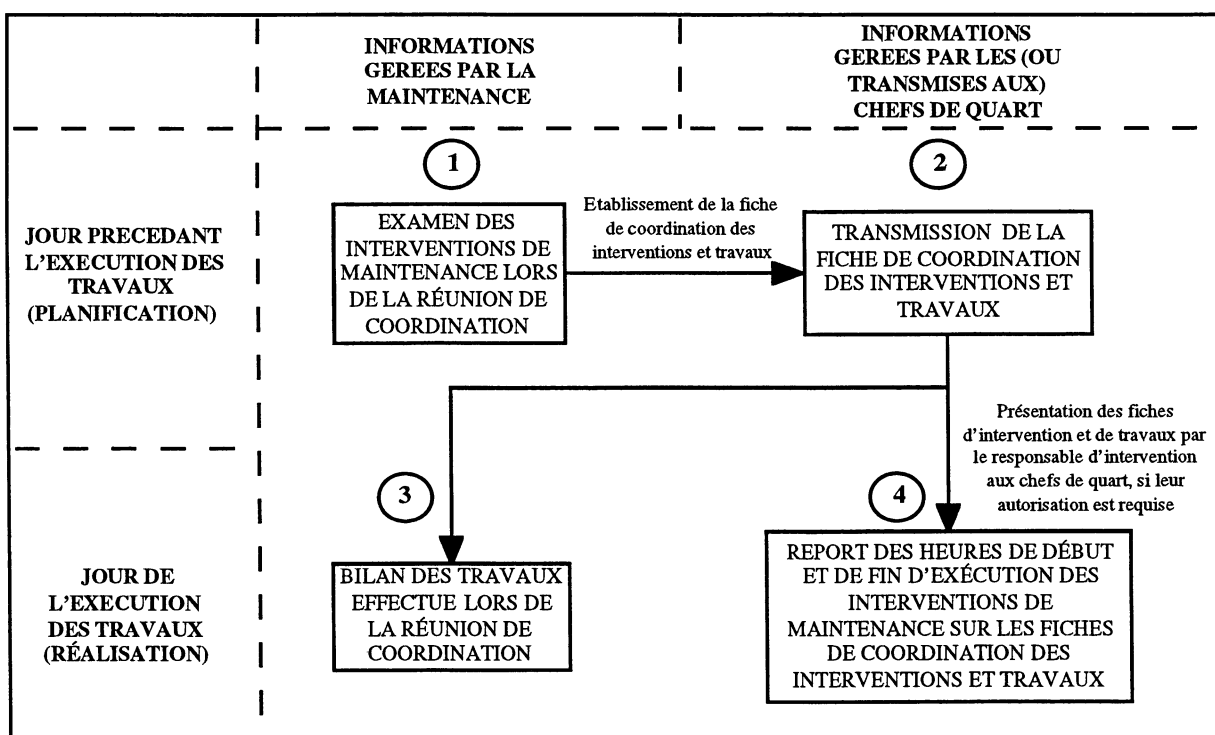 INFORMATIONS
GEREES PAR LA
MAINTENANCE
INFORMATIONS
GEREES PAR LES (OU
TRANSMISES AUX)
CHEFS DE QUART
JOUR PRECEDANT
L'EXECUTION DES
TRAVAUX
(PLANIFICATION)
1
EXAMEN DES
INTERVENTIONS DE
MAINTENANCE LORS
DE LA RÉUNION DE
COORDINATION
Etablissement de la fiche
de coordination des
interventions et travaux
2
TRANSMISSION DE LA
FICHE DE COORDINATION
DES INTERVENTIONS ET
TRAVAUX
Présentation des fiches
d'intervention et de travaux par
le responsable d'intervention
aux chefs de quart, si leur
autorisation est requise
JOUR DE
L'EXECUTION
DES TRAVAUX
(RÉALISATION)
3
BILAN DES TRAVAUX
EFFECTUE LORS DE
LA RÉUNION DE
COORDINATION
4
REPORT DES HEURES DE DÉBUT
ET DE FIN D'EXÉCUTION DES
INTERVENTIONS DE
MAINTENANCE SUR LES FICHES
DE COORDINATION DES
INTERVENTIONS ET TRAVAUX